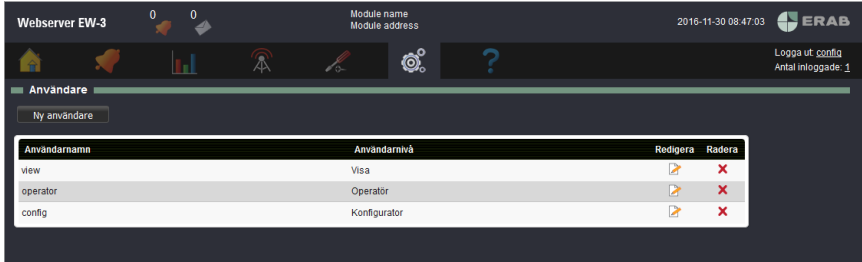 Webserver EW-3
0
0
Module name
Module address
2016-11-30 08:47:03
ERAB
Logga ut: config
Antal inloggade: 1
Användare
Ny användare
Användarnamn Användarnivå Redigera Radera
view Visa
operator Operatör
config Konfigurator